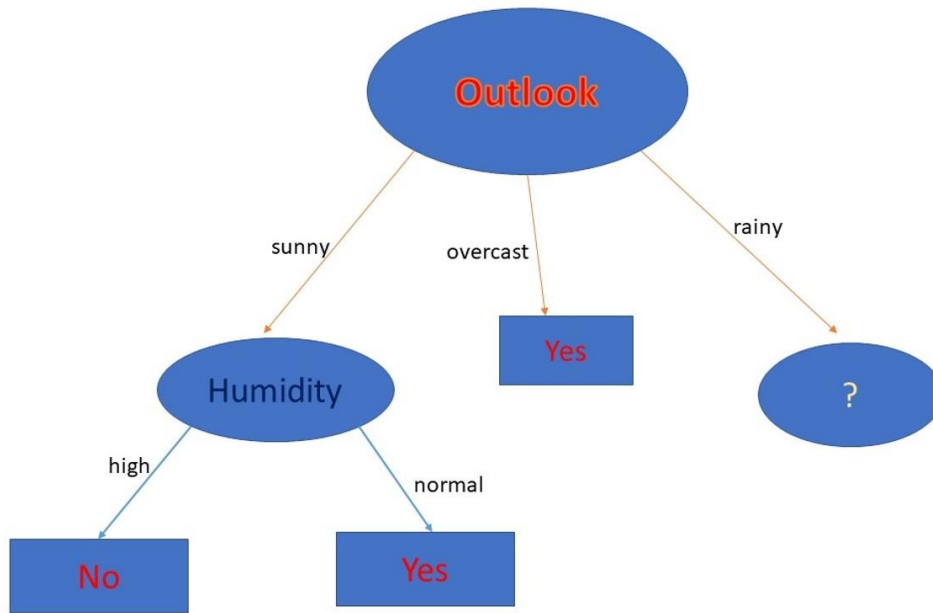 Outlook
sunny
overcast
rainy
Yes
Humidity
?
high
normal
No
Yes